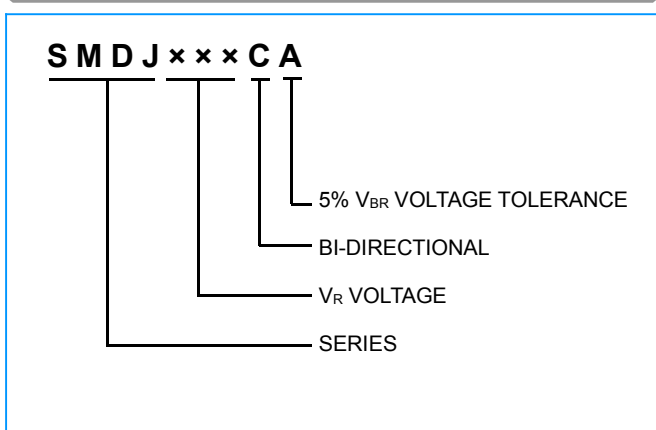 SMDJ×××CA
5% VBR VOLTAGE TOLERANCE
BI-DIRECTIONAL
VR VOLTAGE
SERIES